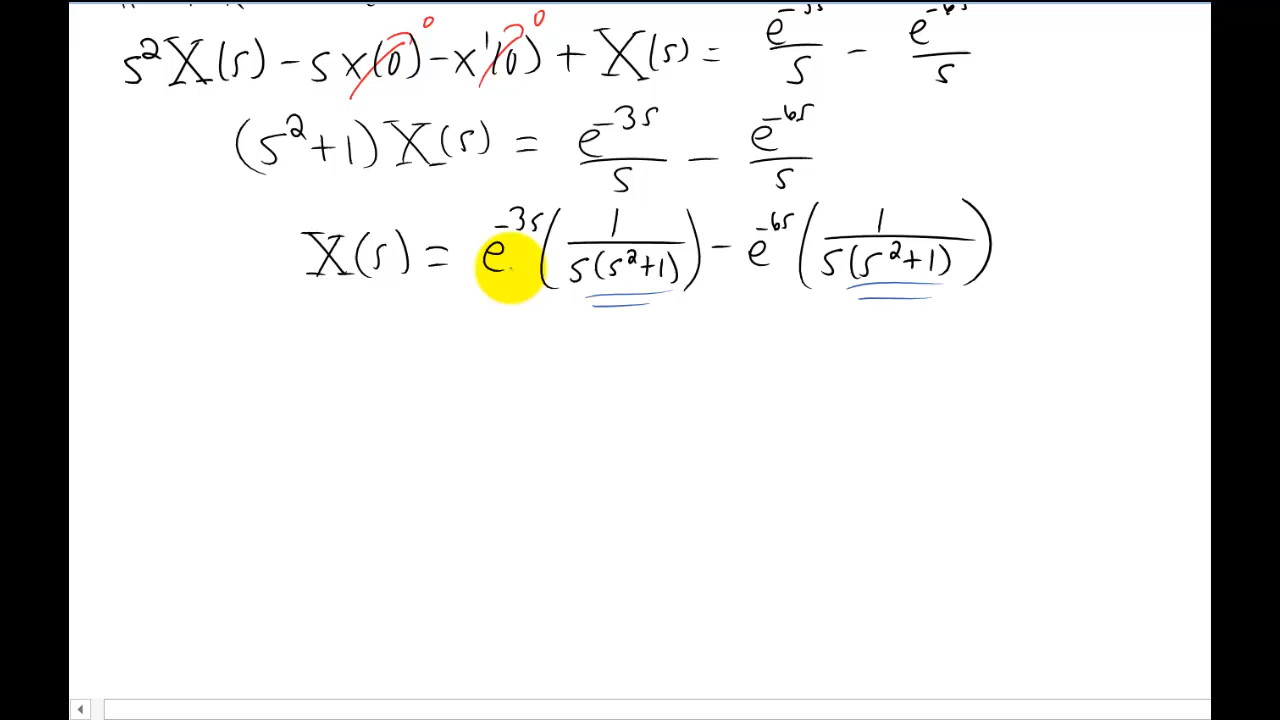 s²X(s) - sx(0)⁰ - x'(0)⁰ + X(s) = e⁻³ˢ/s - e⁻⁶ˢ/s
(s²+1)X(s) = e⁻³ˢ/s - e⁻⁶ˢ/s
X(s) = e⁻³ˢ(1/s(s²+1)) - e⁻⁶ˢ(1/s(s²+1))